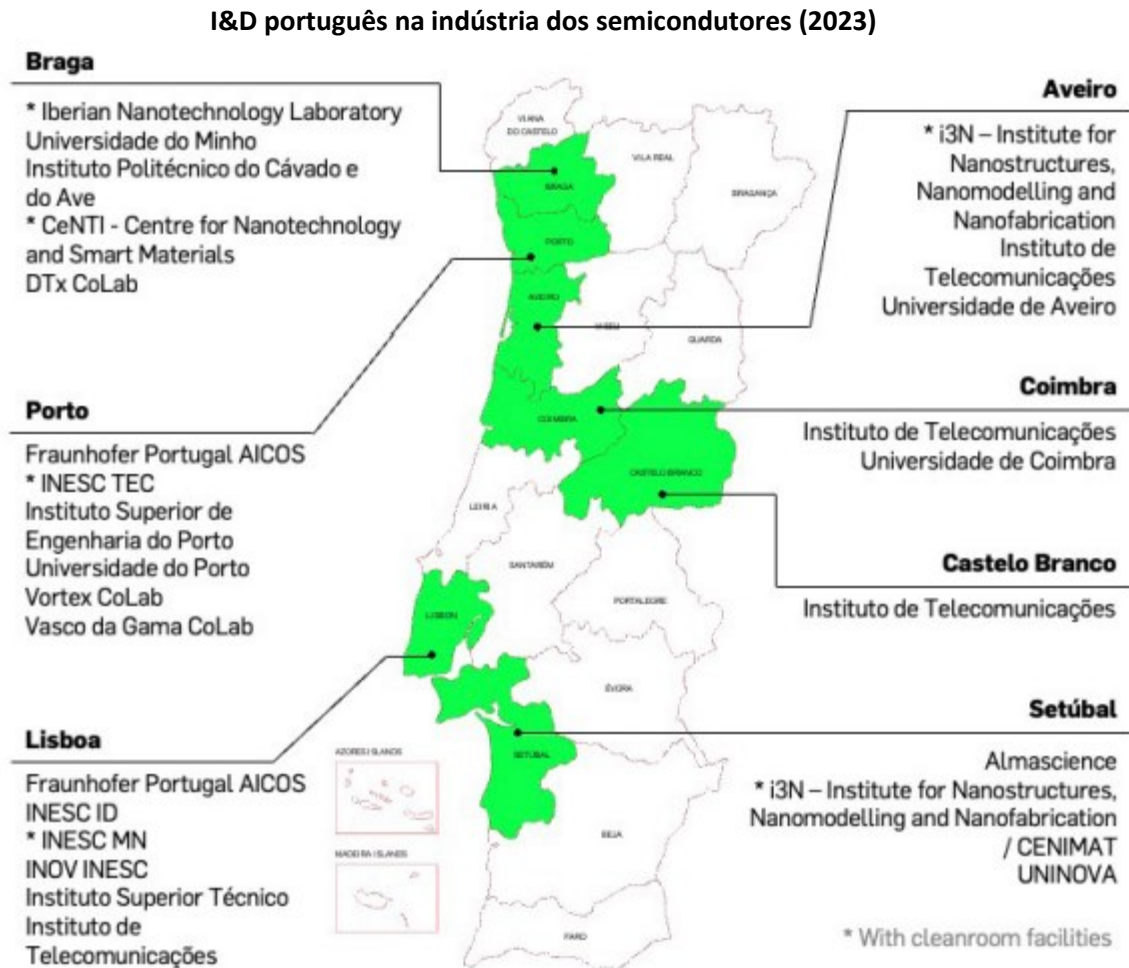 I&D português na indústria dos semicondutores (2023)
Braga
* Iberian Nanotechnology Laboratory
Universidade do Minho
Instituto Politécnico do Cávado e
do Ave
* CeNTI - Centre for Nanotechnology
and Smart Materials
DTx CoLab
Aveiro
* i3N – Institute for
Nanostructures,
Nanomodelling and
Nanofabrication
Instituto de
Telecomunicações
Universidade de Aveiro
VIANA
DO CASTELO
VILA REAL
BRAGANÇA
BRAGA
PORTO
AVEIRO
VISEU
GUARDA
COIMBRA
CASTELO BRANCO
LEIRIA
SANTARÉM
PORTALEGRE
LISBON
ÉVORA
SETÚBAL
BEJA
FARO
AZORES ISLANDS
MADEIRA ISLANDS
Porto
Fraunhofer Portugal AICOS
* INESC TEC
Instituto Superior de
Engenharia do Porto
Universidade do Porto
Vortex CoLab
Vasco da Gama CoLab
Coimbra
Instituto de Telecomunicações
Universidade de Coimbra
Castelo Branco
Instituto de Telecomunicações
Lisboa
Fraunhofer Portugal AICOS
INESC ID
* INESC MN
INOV INESC
Instituto Superior Técnico
Instituto de
Telecomunicações
Setúbal
Almascience
* i3N – Institute for Nanostructures,
Nanomodelling and Nanofabrication
/ CENIMAT
UNINOVA
* With cleanroom facilities